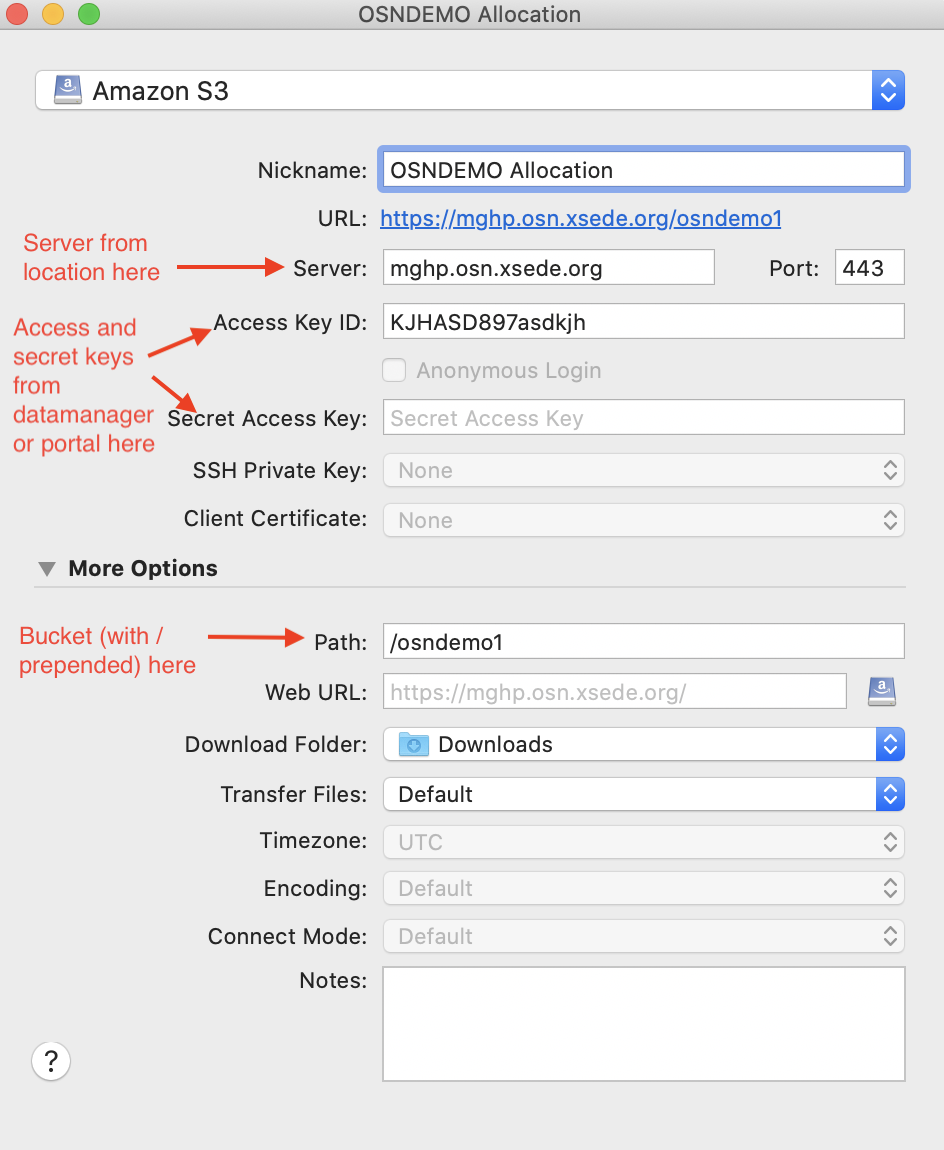 OSNDEMO Allocation
Amazon S3
Nickname: OSNDEMO Allocation
URL: https://mghp.osn.xsede.org/osndemo1
Server from
location here
Server: mghp.osn.xsede.org Port: 443
Access and
secret keys
from
datamanager
or portal here
Access Key ID: KJHASD897asdkjh
Anonymous Login
Secret Access Key: Secret Access Key
SSH Private Key: None
Client Certificate: None
More Options
Bucket (with /
prepended) here
Path: /osndemo1
Web URL: https://mghp.osn.xsede.org/
Download Folder: Downloads
Transfer Files: Default
Timezone: UTC
Encoding: Default
Connect Mode: Default
Notes:
?